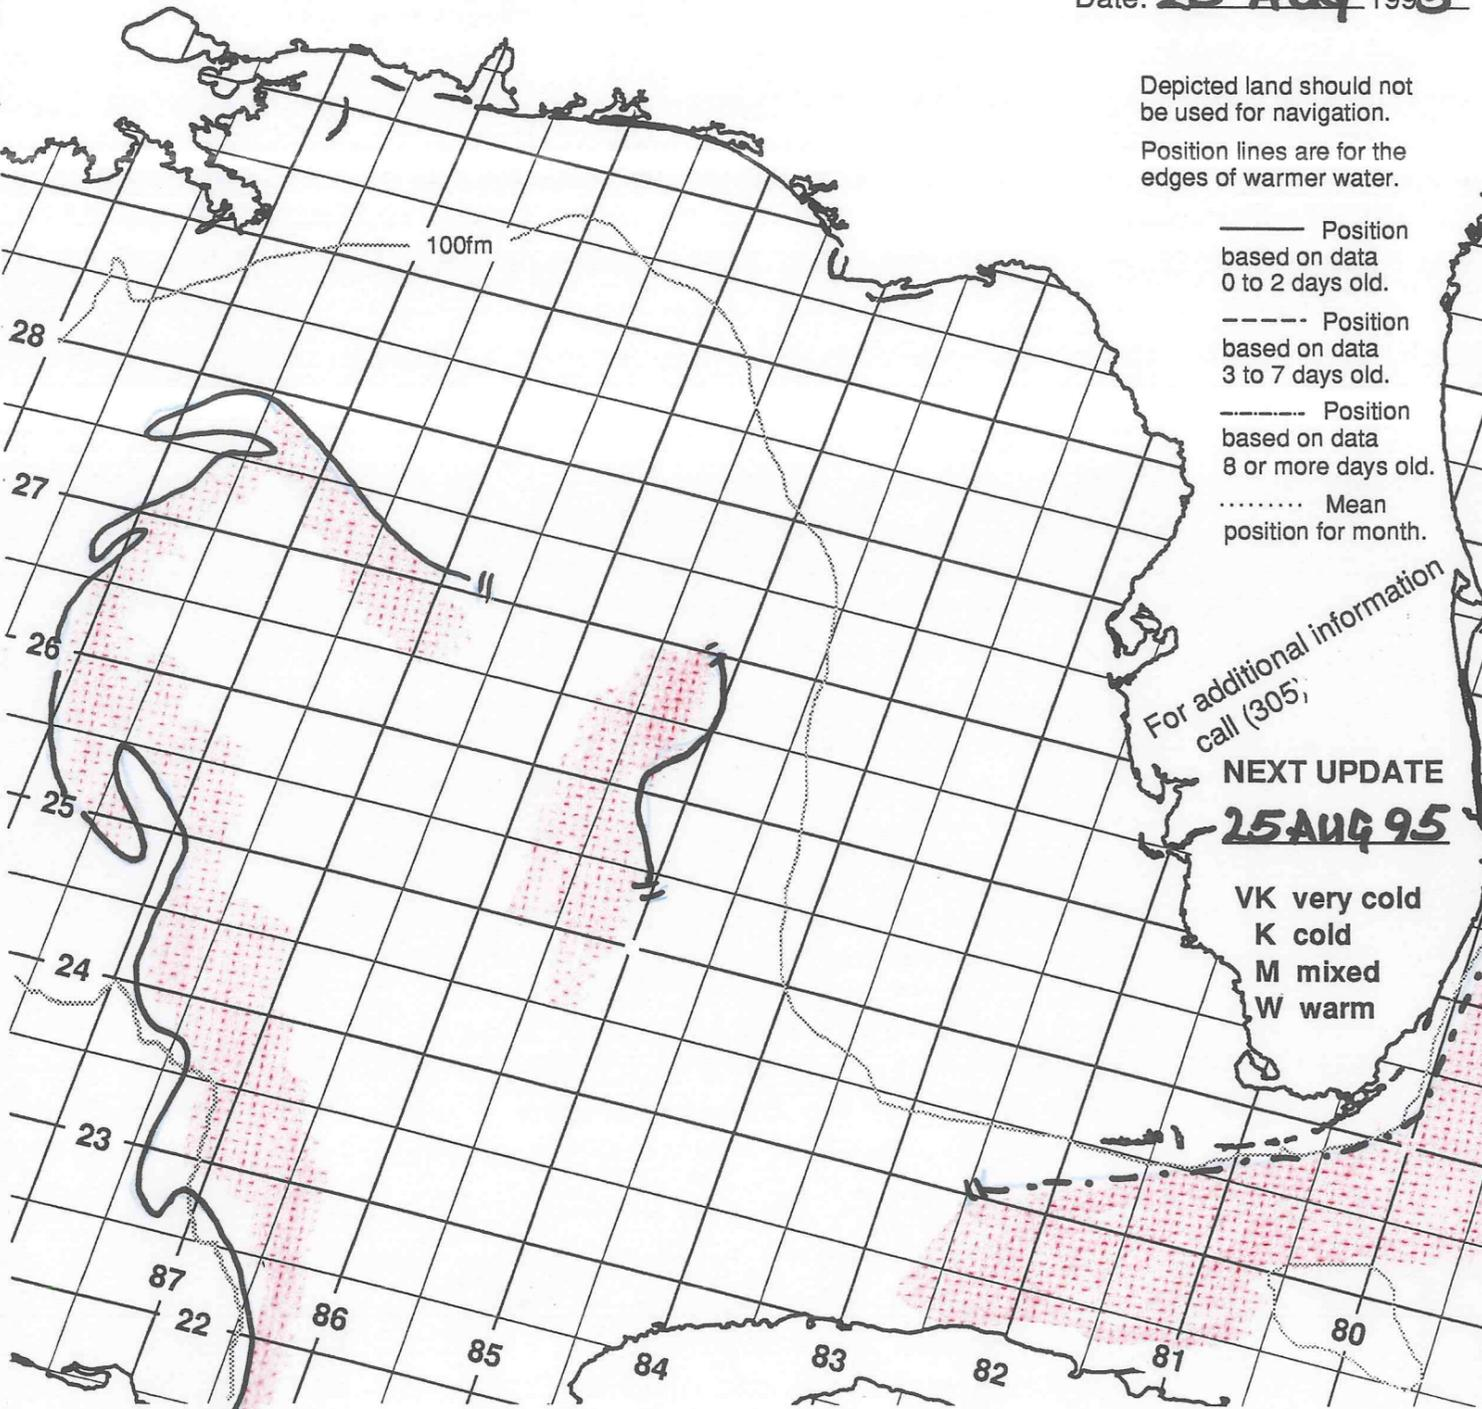 Date: 23 AUG 1995
Depicted land should not
be used for navigation.
Position lines are for the
edges of warmer water.
Position
based on data
0 to 2 days old.
Position
based on data
3 to 7 days old.
Position
based on data
8 or more days old.
Mean
position for month.
100fm
28
27
26
25
24
23
22
87
86
85
84
83
82
81
80
For additional information
call (305)
NEXT UPDATE
25 AUG 95
VK very cold
K cold
M mixed
W warm